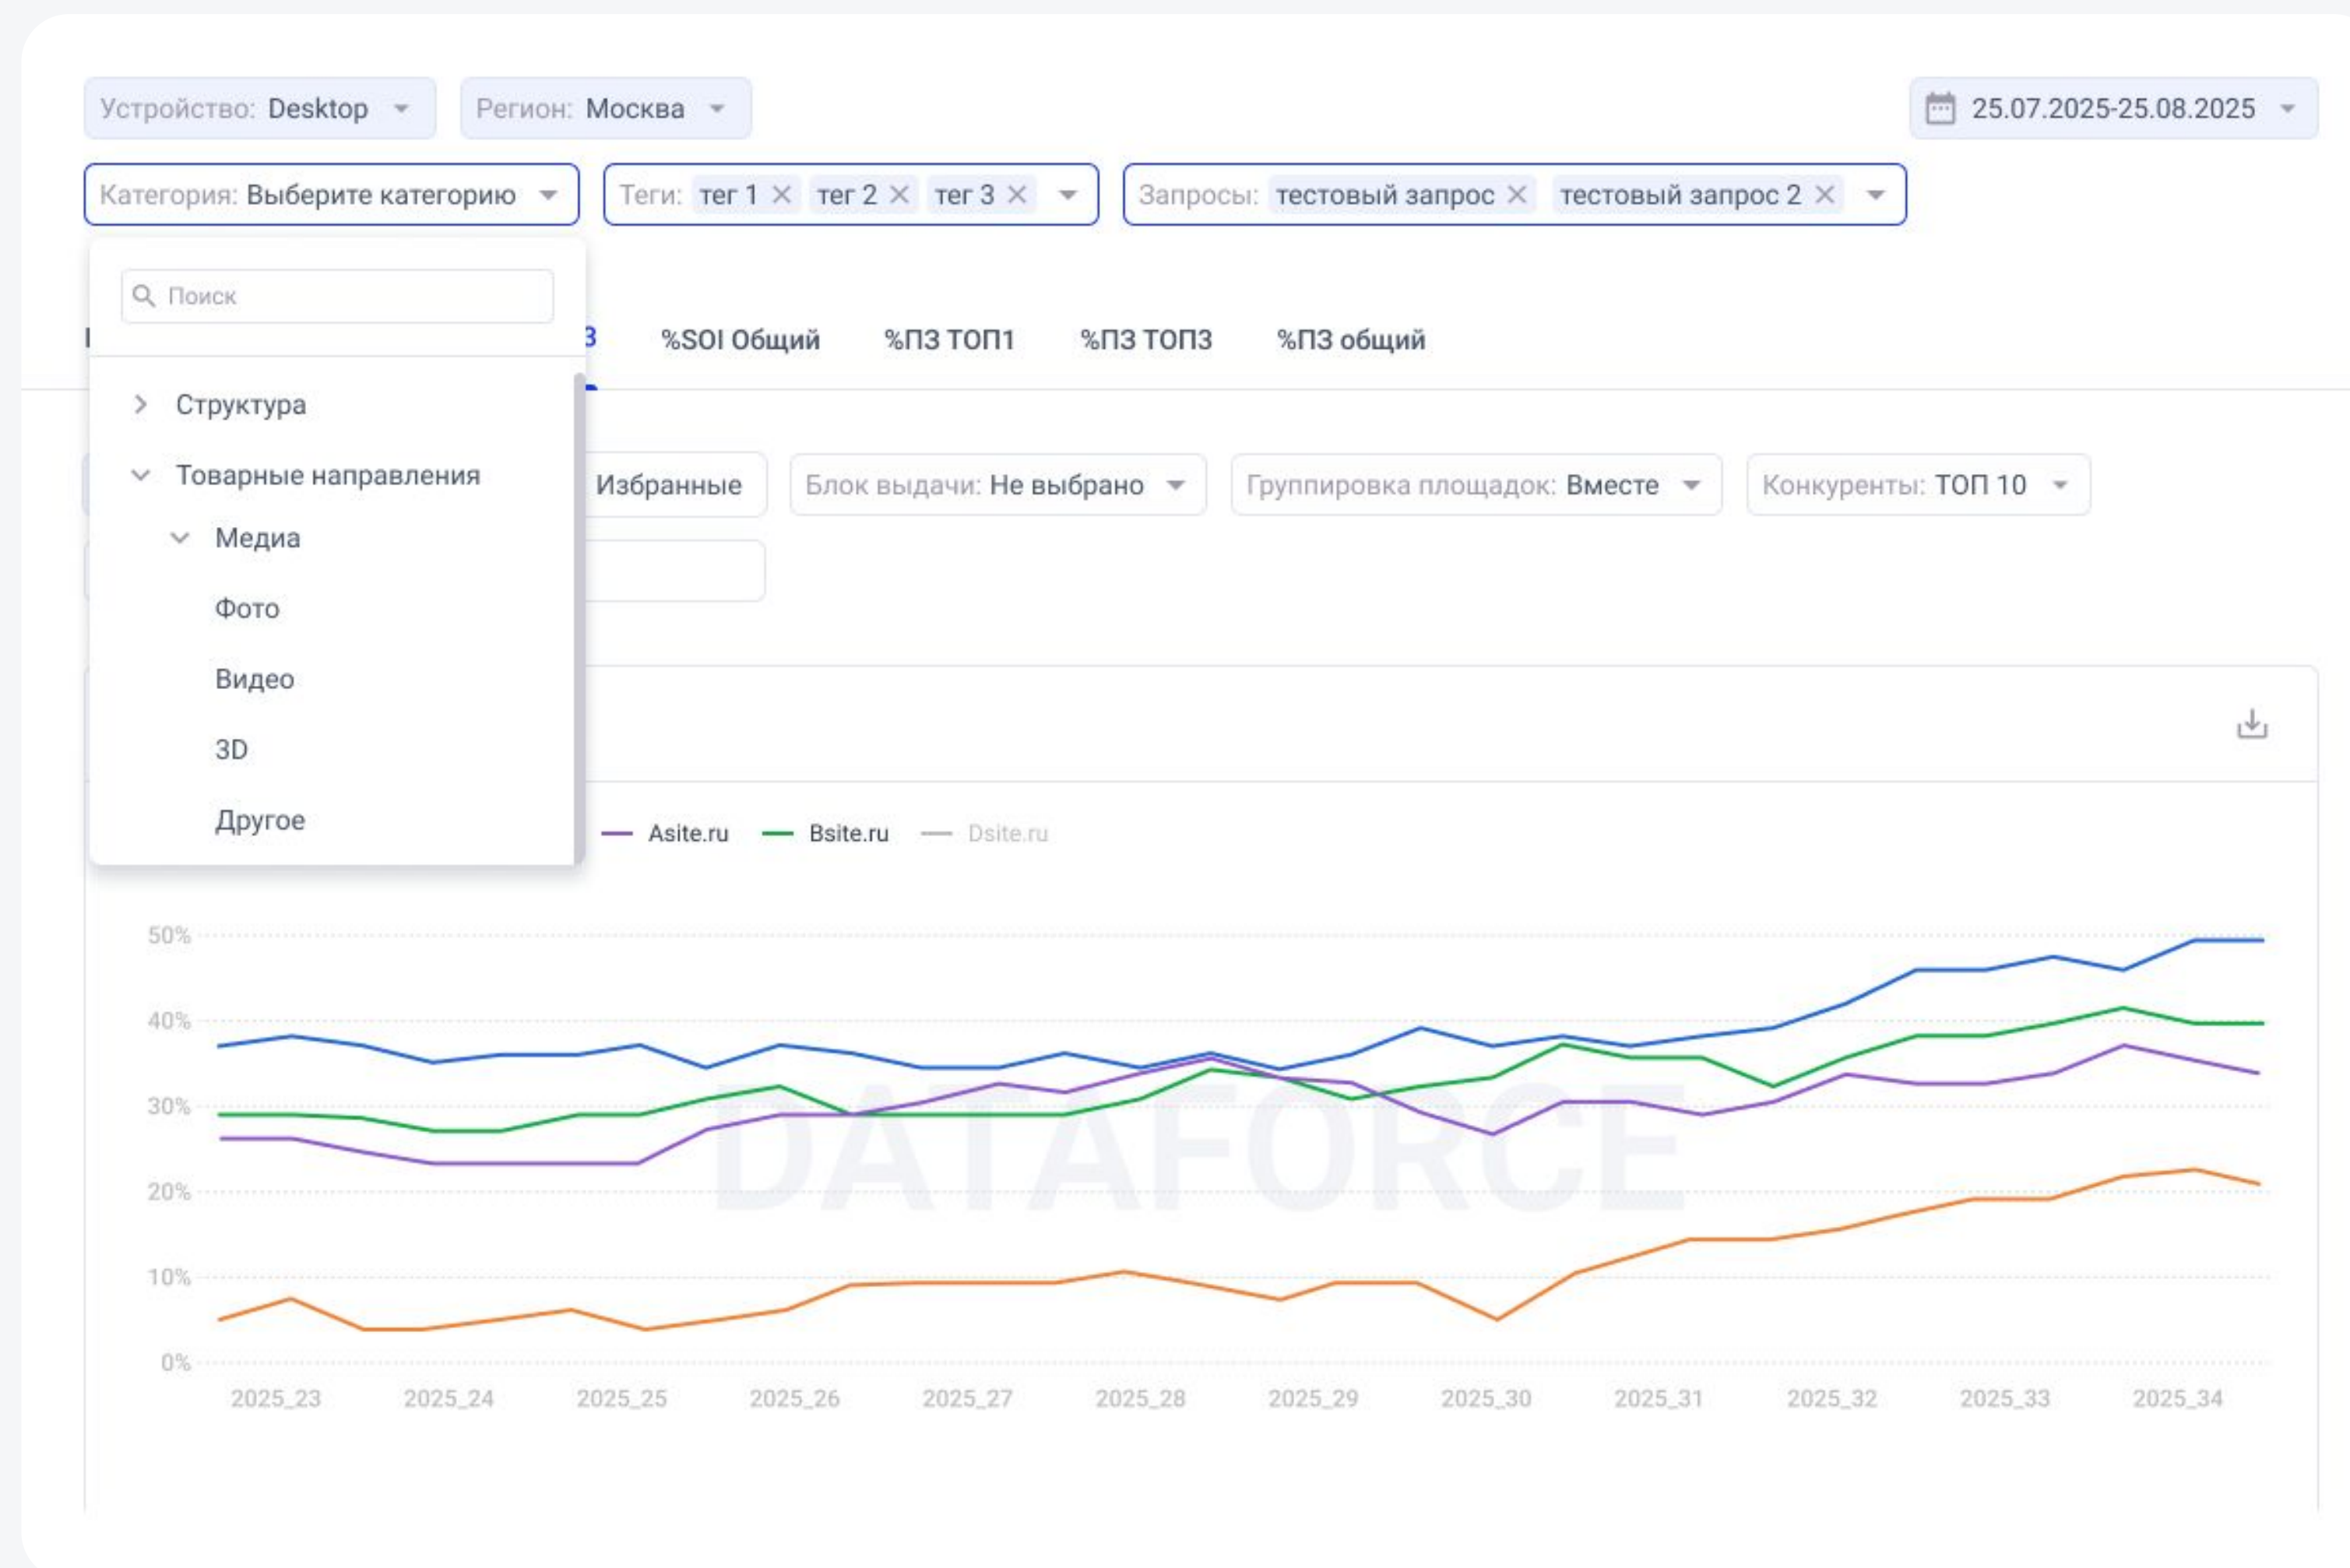 Устройство: Desktop Регион: Москва 25.07.2025-25.08.2025
Категория: Выберите категорию Теги: тег 1 тег 2 тег 3 Запросы: тестовый запрос тестовый запрос 2
Поиск
3 %SOI Общий %ПЗ ТОП1 %ПЗ ТОП3 %ПЗ общий
Структура
Товарные направления
Избранные Блок выдачи: Не выбрано Группировка площадок: Вместе Конкуренты: ТОП 10
Медиа
Фото
Видео
3D
Другое
Asite.ru Bsite.ru Dsite.ru
50%
40%
30%
DATAFORCE
20%
10%
0%
2025_23 2025_24 2025_25 2025_26 2025_27 2025_28 2025_29 2025_30 2025_31 2025_32 2025_33 2025_34